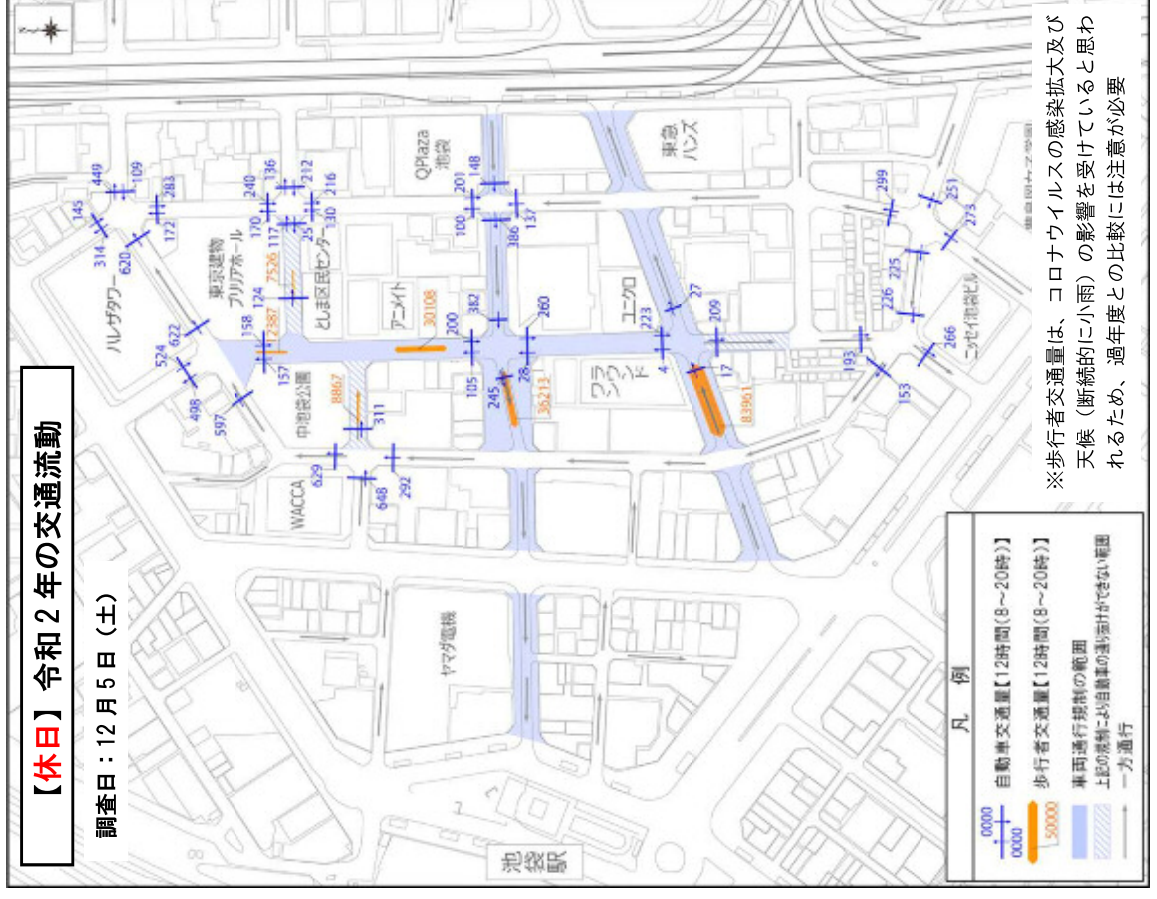 【休日】令和2年の交通流動
調査日：12月5日（土）
※歩行者交通量は、コロナウイルスの感染拡大及び
天候（断続的に小雨）の影響を受けていると思わ
れるため、過年度との比較には注意が必要
凡 例
0000
0000
自動車交通量【12時間(8～20時)】
50000
歩行者交通量【12時間(8～20時)】
車両通行規制の範囲
上記の規制により自動車の通り抜けができない範囲
一方通行
池袋駅
ヤマダ電機
WACCA
中池袋公園
ハレザタワー
東京建物
ブリリアホール
としま区民センター
アニメイト
QPlaza
池袋
東急
ハンズ
ユニクロ
ラウンド
ニッセイ池袋ビル
449
109
145
283
314
172
620
622
524
498
597
240
136
212
170
216
117
25
130
7526
124
158
12387
157
8867
311
629
648
292
30108
200
382
105
260
245
28
36213
201
148
100
386
137
223
27
209
4
17
83961
299
251
273
225
226
193
266
153